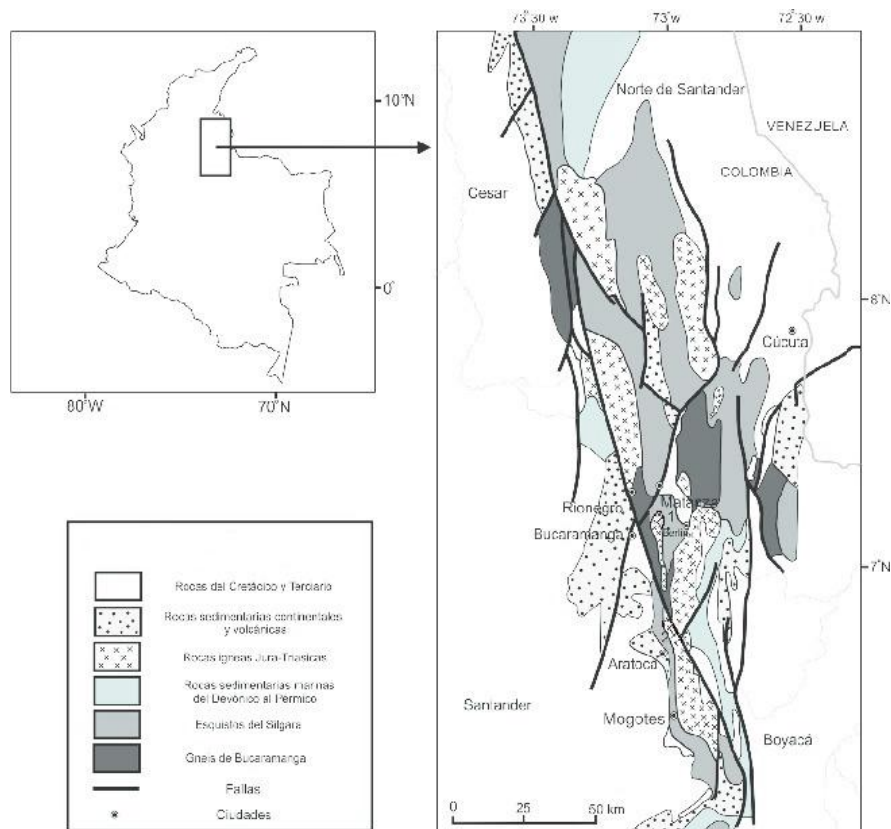 73°30 w
73°w
72°30 w
10°N
0°
80°W
70°N
Norte de Santander
VENEZUELA
COLOMBIA
Cesar
8°N
Cúcuta
Rionegro
Matanza
Bucaramanga
Berlín
7°N
Aratoca
Santander
Mogotes
Boyacá
0 25 50 km
Rocas del Cretácico y Terciario
Rocas sedimentarias continentales
y volcánicas
Rocas ígneas Jura-Triasicas
Rocas sedimentarias marinas
del Devónico al Pérmico
Esquistos del Silgara
Gneis de Bucaramanga
Fallas
Ciudades